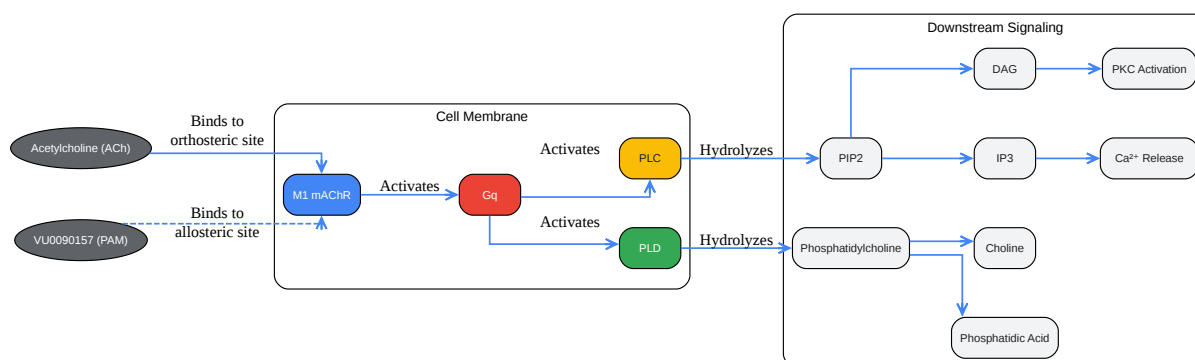 Downstream Signaling
DAG
PKC Activation
Cell Membrane
Binds to
orthosteric site
Acetylcholine (ACh)
Activates
PLC
Hydrolyzes
PIP2
IP3
Ca²⁺ Release
M1 mAChR
Activates
Gq
Binds to
allosteric site
VU0090157 (PAM)
Activates
PLD
Hydrolyzes
Phosphatidylcholine
Choline
Phosphatidic Acid